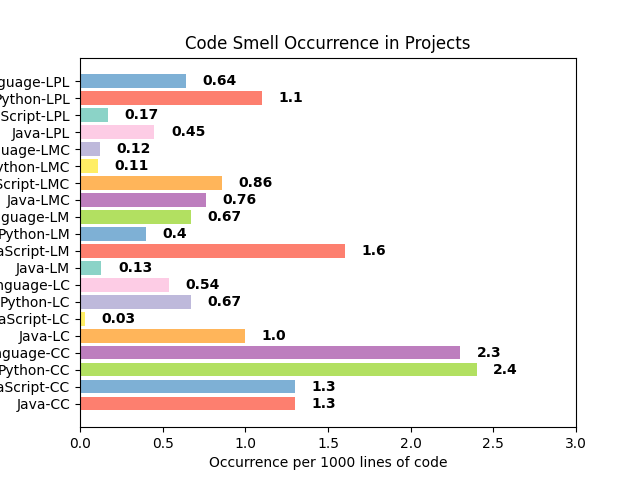 Code Smell Occurrence in Projects
guage-LPL 0.64
Python-LPL 1.1
Script-LPL 0.17
Java-LPL 0.45
uage-LMC 0.12
ython-LMC 0.11
Script-LMC 0.86
Java-LMC 0.76
guage-LM 0.67
Python-LM 0.4
aScript-LM 1.6
Java-LM 0.13
nguage-LC 0.54
Python-LC 0.67
aScript-LC 0.03
Java-LC 1.0
nguage-CC 2.3
Python-CC 2.4
aScript-CC 1.3
Java-CC 1.3
0.0 0.5 1.0 1.5 2.0 2.5 3.0
Occurrence per 1000 lines of code